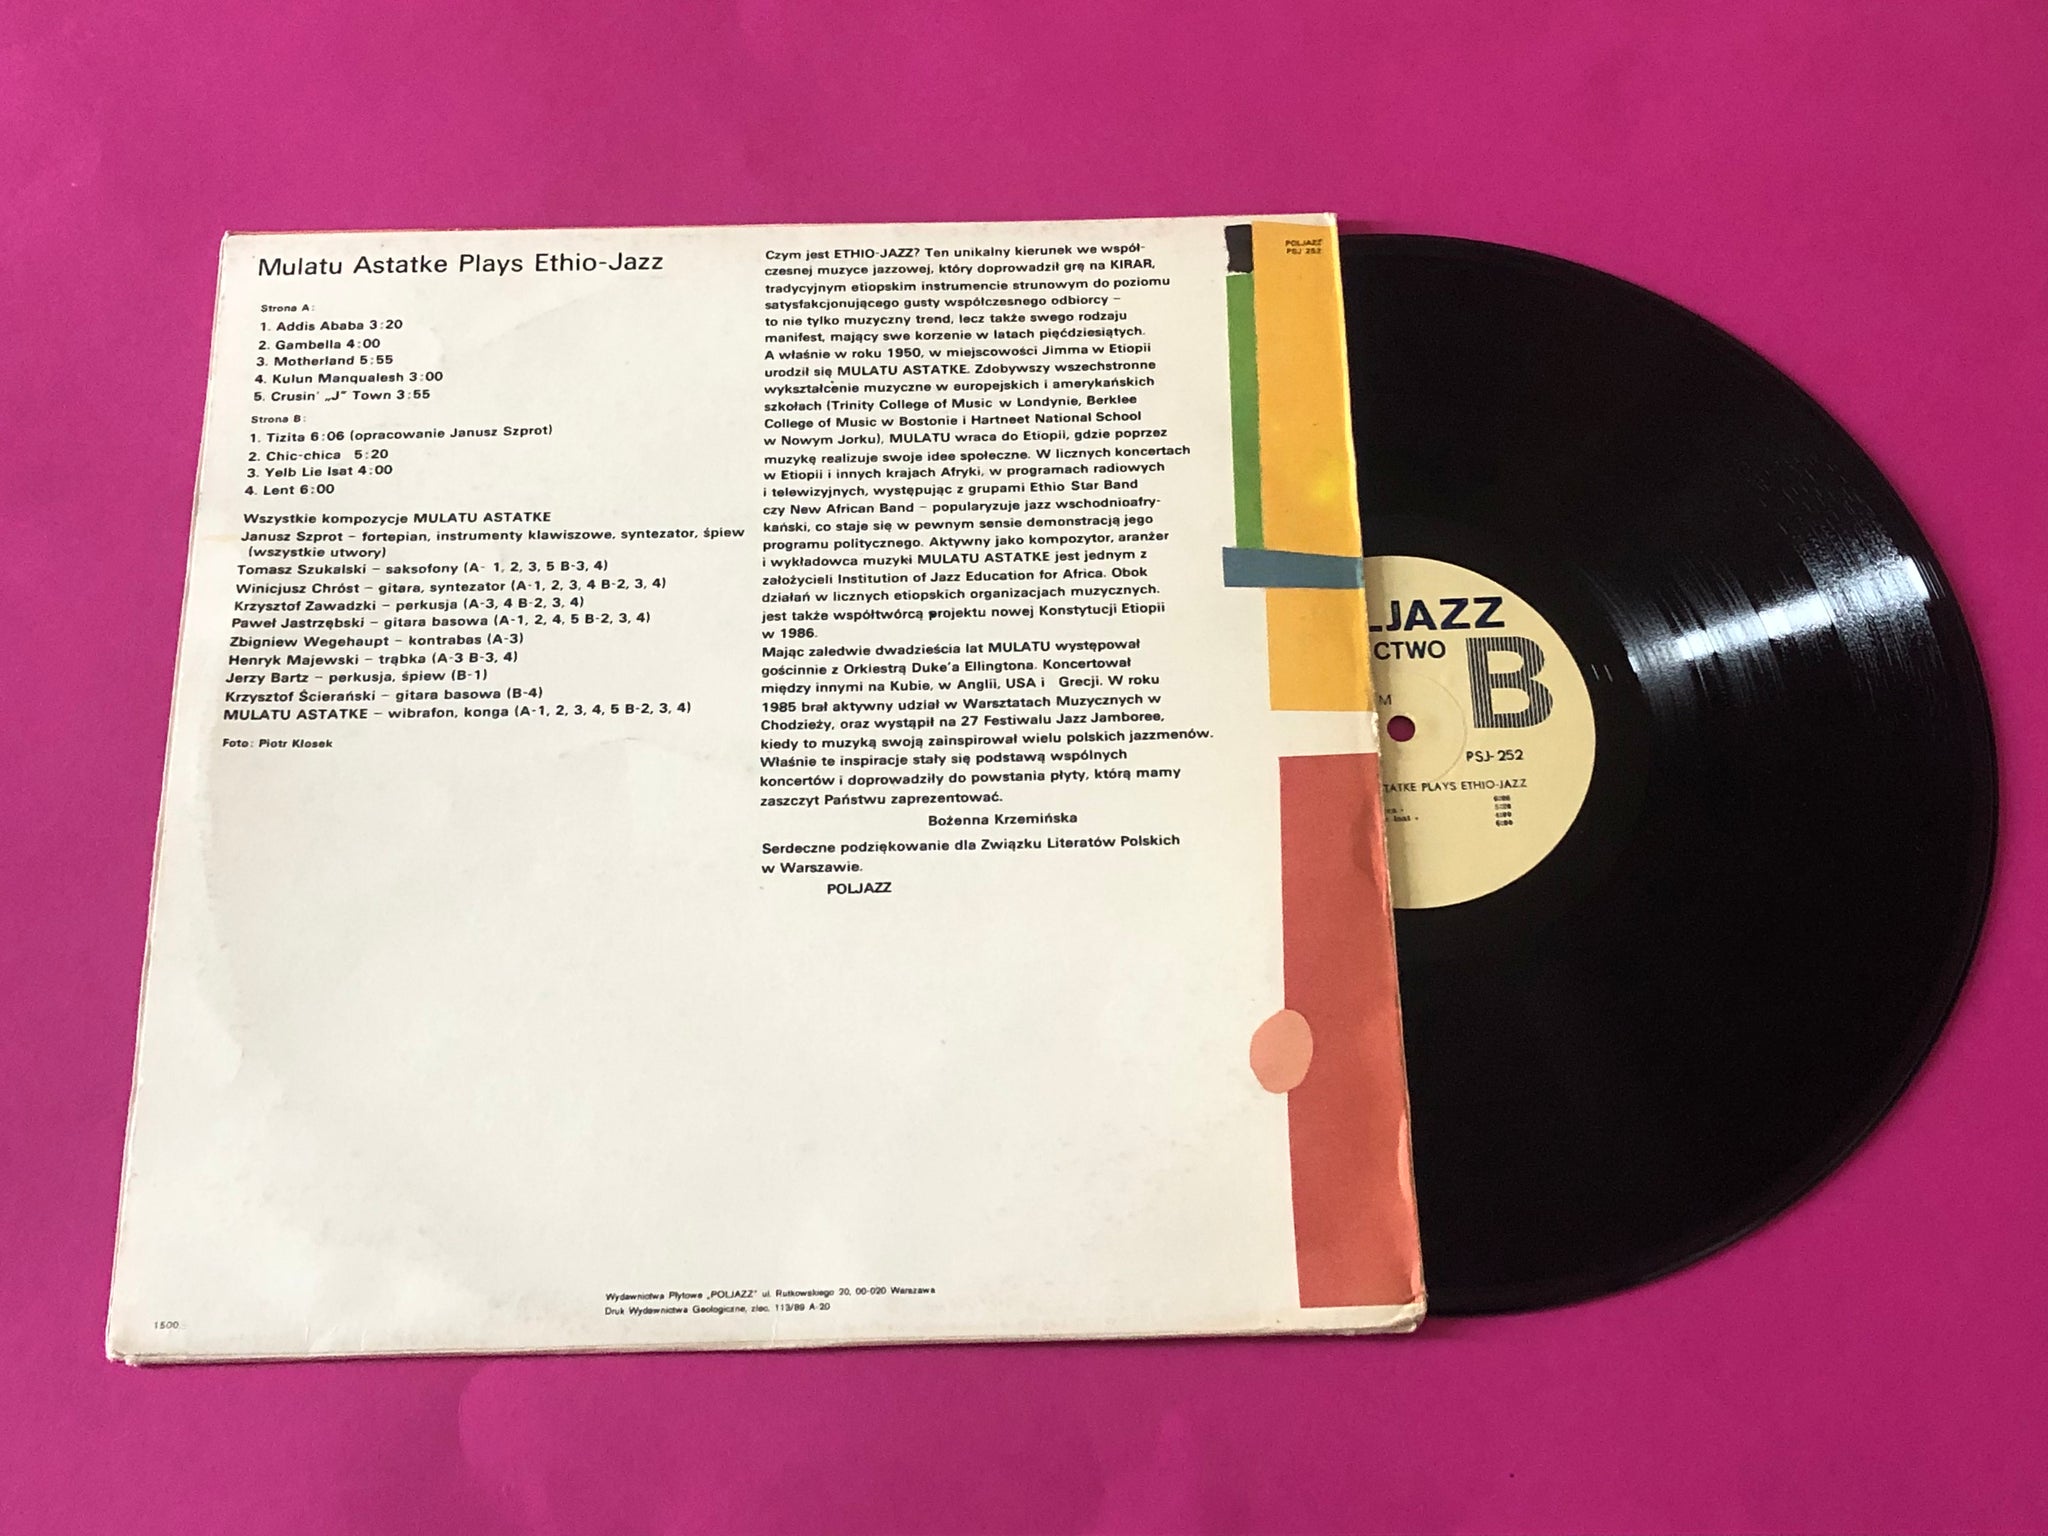 Mulatu Astatke Plays Ethio-Jazz
Strona A:
1. Addis Ababa 3:20
2. Gambella 4:00
3. Motherland 5:55
4. Kulun Manqualesh 3:00
5. Crusin' „J" Town 3:55
Strona B:
1. Tizita 6:06 (opracowanie Janusz Szprot)
2. Chic-chica 5:20
3. Yelb Lie Isat 4:00
4. Lent 6:00
Wszystkie kompozycje MULATU ASTATKE
Janusz Szprot – fortepian, instrumenty klawiszowe, syntezator, śpiew
(wszystkie utwory)
Tomasz Szukalski – saksofony (A- 1, 2, 3, 5 B-3, 4)
Winicjusz Chróst – gitara, syntezator (A-1, 2, 3, 4 B-2, 3, 4)
Krzysztof Zawadzki – perkusja (A-3, 4 B-2, 3, 4)
Paweł Jastrzębski – gitara basowa (A-1, 2, 4, 5 B-2, 3, 4)
Zbigniew Wegehaupt – kontrabas (A-3)
Henryk Majewski – trąbka (A-3 B-3, 4)
Jerzy Bartz – perkusja, śpiew (B-1)
Krzysztof Ścierański – gitara basowa (B-4)
MULATU ASTATKE – wibrafon, konga (A-1, 2, 3, 4, 5 B-2, 3, 4)
Foto: Piotr Kłosek
Czym jest ETHIO-JAZZ? Ten unikalny kierunek we współ-
czesnej muzyce jazzowej, który doprowadził grę na KIRAR,
tradycyjnym etiopskim instrumencie strunowym do poziomu
satysfakcjonującego gusty współczesnego odbiorcy –
to nie tylko muzyczny trend, lecz także swego rodzaju
manifest, mający swe korzenie w latach pięćdziesiątych.
A właśnie w roku 1950, w miejscowości Jimma w Etiopii
urodził się MULATU ASTATKE. Zdobywszy wszechstronne
wykształcenie muzyczne w europejskich i amerykańskich
szkołach (Trinity College of Music w Londynie, Berklee
College of Music w Bostonie i Hartneet National School
w Nowym Jorku), MULATU wraca do Etiopii, gdzie poprzez
muzykę realizuje swoje idee społeczne. W licznych koncertach
w Etiopii i innych krajach Afryki, w programach radiowych
i telewizyjnych, występując z grupami Ethio Star Band
czy New African Band – popularyzuje jazz wschodnioafry-
kański, co staje się w pewnym sensie demonstracją jego
programu politycznego. Aktywny jako kompozytor, aranżer
i wykładowca muzyki MULATU ASTATKE jest jednym z
założycieli Institution of Jazz Education for Africa. Obok
działań w licznych etiopskich organizacjach muzycznych.
jest także współtwórcą projektu nowej Konstytucji Etiopii
w 1986.
Mając zaledwie dwadzieścia lat MULATU występował
gościnnie z Orkiestrą Duke'a Ellingtona. Koncertował
między innymi na Kubie, w Anglii, USA i Grecji. W roku
1985 brał aktywny udział w Warsztatach Muzycznych w
Chodzieży, oraz wystąpił na 27 Festiwalu Jazz Jamboree,
kiedy to muzyką swoją zainspirował wielu polskich jazzmenów.
Właśnie te inspiracje stały się podstawą wspólnych
koncertów i doprowadziły do powstania płyty, którą mamy
zaszczyt Państwu zaprezentować.
Bożenna Krzemińska
Serdeczne podziękowanie dla Związku Literatów Polskich
w Warszawie.
POLJAZZ
POLJAZZ
PSJ 252
LJAZZ
CTWO
B
M
PSJ-252
TATKE PLAYS ETHIO-JAZZ
6:06
5:20
4:00
6:00
Wydawnictwa Płytowe „POLJAZZ" ul. Rutkowskiego 20, 00-020 Warszawa
Druk Wydawnictwa Geologiczne, zlec. 113/89 A-20
1500